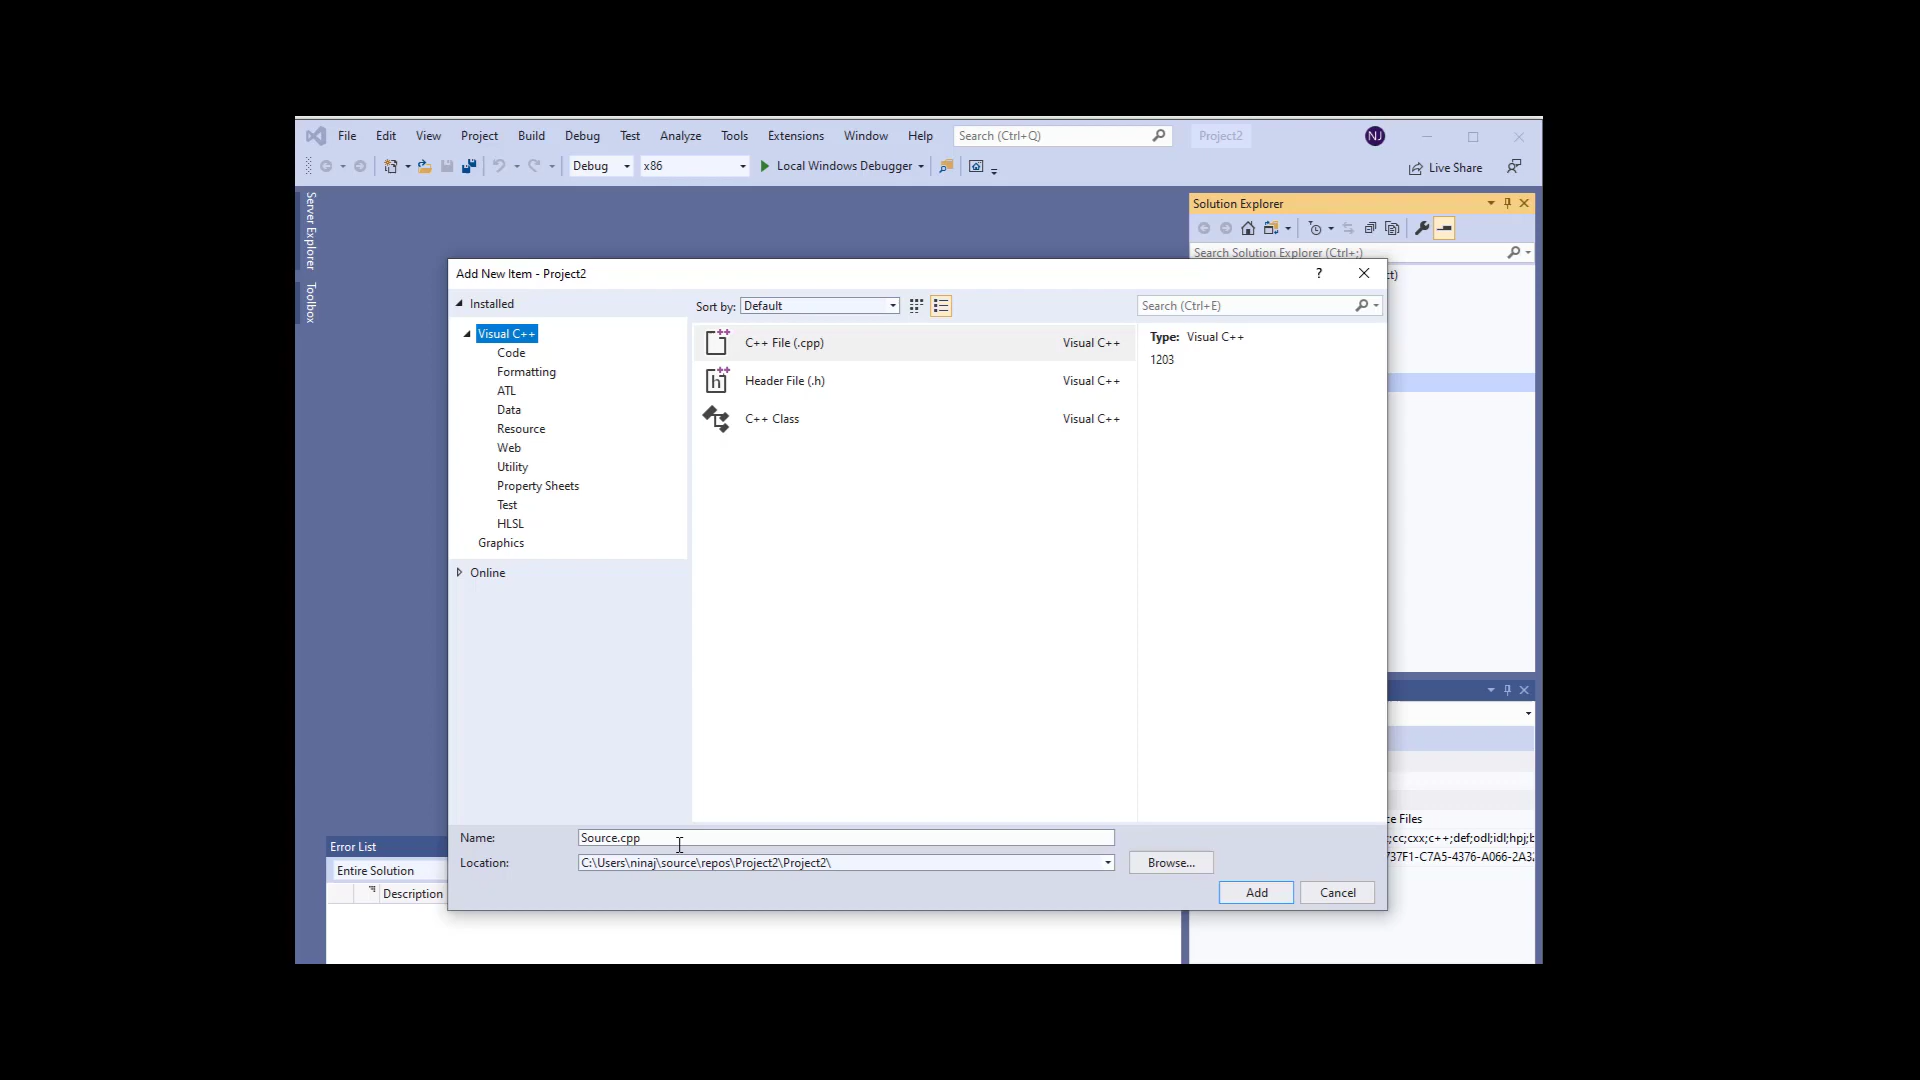 File Edit View Project Build Debug Test Analyze Tools Extensions Window Help Search (Ctrl+Q) Project2 NJ
Debug x86 Local Windows Debugger Live Share
Server Explorer
Toolbox
Solution Explorer
Search Solution Explorer (Ctrl+;)
ct)
Add New Item - Project2 ?
Installed
Sort by: Default
Search (Ctrl+E)
Visual C++
Code
Formatting
ATL
Data
Resource
Web
Utility
Property Sheets
Test
HLSL
Graphics
Online
C++ File (.cpp) Visual C++
Header File (.h) Visual C++
C++ Class Visual C++
Type: Visual C++
1203
Name: Source.cpp
Location: C:\Users\ninaj\source\repos\Project2\Project2\
Browse...
Add Cancel
Error List
Entire Solution
Description
ce Files
;cc;cxx;c++;def;odl;idl;hpj;b
737F1-C7A5-4376-A066-2A32